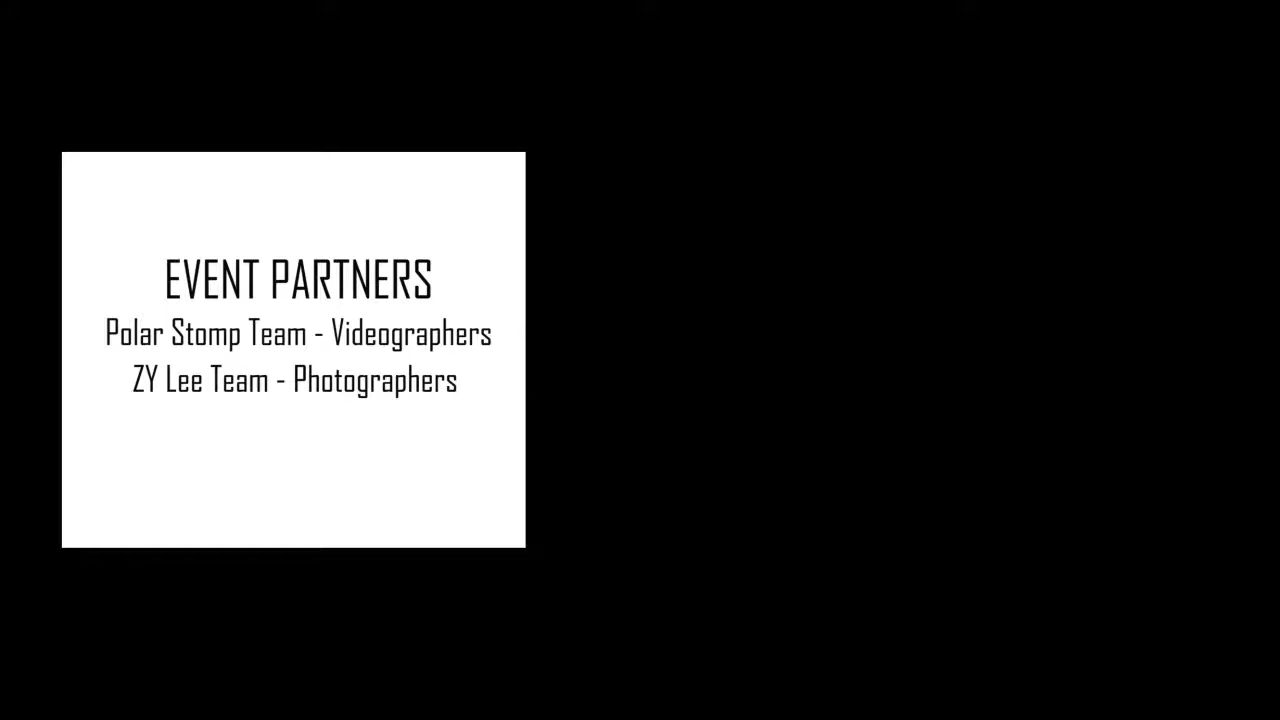 EVENT PARTNERS
Polar Stomp Team - Videographers
ZY Lee Team - Photographers